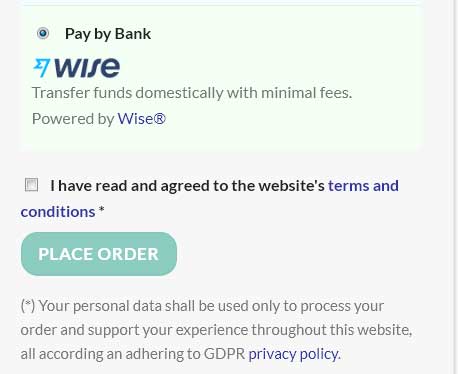 Pay by Bank
wise
Transfer funds domestically with minimal fees.
Powered by Wise®
I have read and agreed to the website's terms and
conditions *
PLACE ORDER
(*) Your personal data shall be used only to process your
order and support your experience throughout this website,
all according an adhering to GDPR privacy policy.